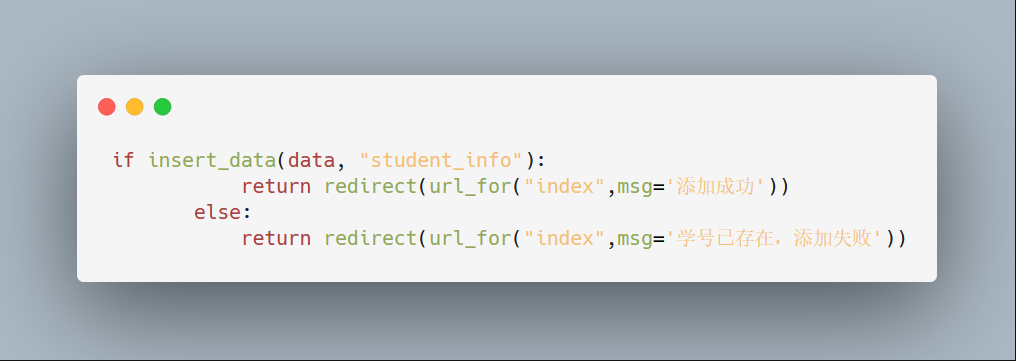 if insert_data(data, "student_info"):
            return redirect(url_for("index",msg='添加成功'))
        else:
            return redirect(url_for("index",msg='学号已存在，添加失败'))